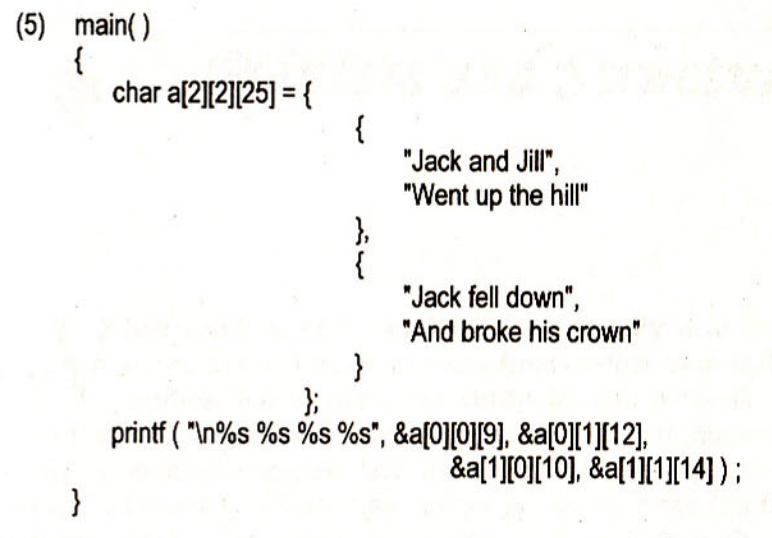 (5) main( )
{
char a[2][2][25] = {
{
"Jack and Jill",
"Went up the hill"
},
{
"Jack fell down",
"And broke his crown"
}
};
printf ( "\n%s %s %s %s", &a[0][0][9], &a[0][1][12],
&a[1][0][10], &a[1][1][14] ) ;
}